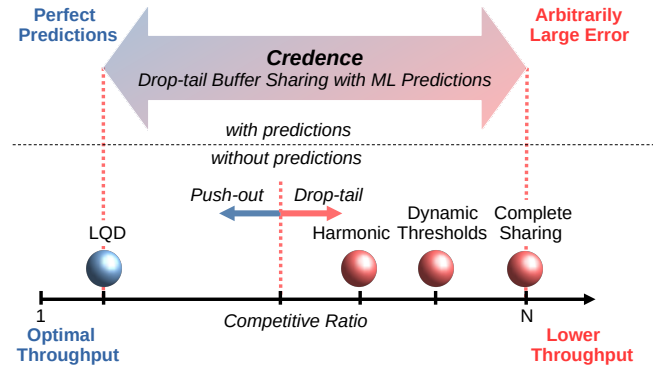 Perfect
Predictions
Arbitrarily
Large Error
Credence
Drop-tail Buffer Sharing with ML Predictions
with predictions
without predictions
Push-out
Drop-tail
LQD
Harmonic
Dynamic
Thresholds
Complete
Sharing
1
Competitive Ratio
N
Optimal
Throughput
Lower
Throughput